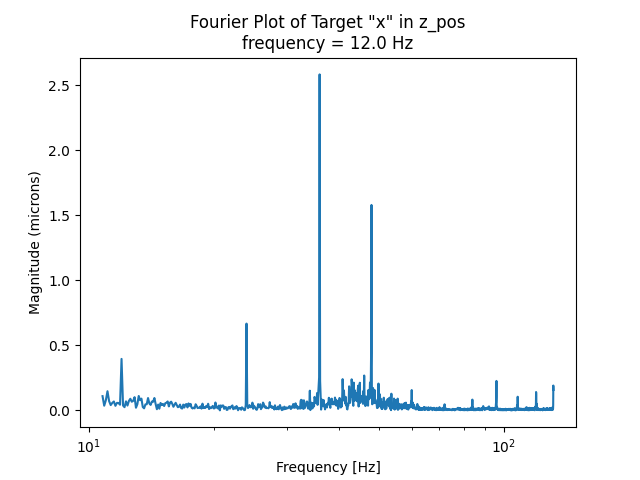 Fourier Plot of Target "x" in z_pos
frequency = 12.0 Hz
2.5
2.0
1.5
1.0
0.5
0.0
Magnitude (microns)
10¹
10²
Frequency [Hz]